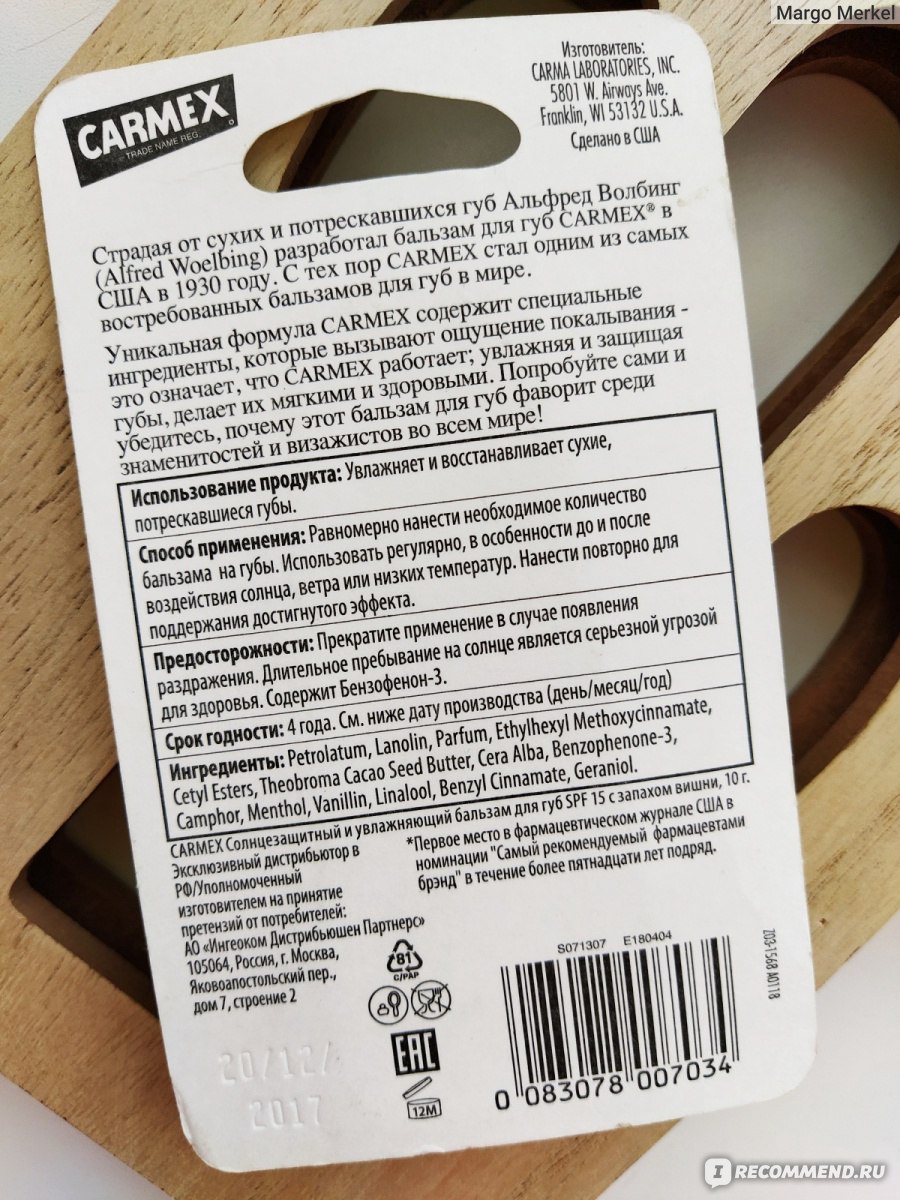 Margo Merkel
CARMEX
TRADE NAME REG.
Изготовитель:
CARMA LABORATORIES, INC.
5801 W. Airways Ave.
Franklin, WI 53132 U.S.A.
Сделано в США
Страдая от сухих и потрескавшихся губ Альфред Волбинг
(Alfred Woelbing) разработал бальзам для губ CARMEX® в
США в 1930 году. С тех пор CARMEX стал одним из самых
востребованных бальзамов для губ в мире.
Уникальная формула CARMEX содержит специальные
ингредиенты, которые вызывают ощущение покалывания -
это означает, что CARMEX работает; увлажняя и защищая
губы, делает их мягкими и здоровыми. Попробуйте сами и
убедитесь, почему этот бальзам для губ фаворит среди
знаменитостей и визажистов во всем мире!
Использование продукта: Увлажняет и восстанавливает сухие,
потрескавшиеся губы.
Способ применения: Равномерно нанести необходимое количество
бальзама на губы. Использовать регулярно, в особенности до и после
воздействия солнца, ветра или низких температур. Нанести повторно для
поддержания достигнутого эффекта.
Предосторожности: Прекратите применение в случае появления
раздражения. Длительное пребывание на солнце является серьезной угрозой
для здоровья. Содержит Бензофенон-3.
Срок годности: 4 года. См. ниже дату производства (день/месяц/год)
Ингредиенты: Petrolatum, Lanolin, Parfum, Ethylhexyl Methoxycinnamate,
Cetyl Esters, Theobroma Cacao Seed Butter, Cera Alba, Benzophenone-3,
Camphor, Menthol, Vanillin, Linalool, Benzyl Cinnamate, Geraniol.
CARMEX Солнцезащитный и увлажняющий бальзам для губ SPF 15 с запахом вишни, 10 г.
Эксклюзивный дистрибьютор в
РФ/Уполномоченный
изготовителем на принятие
претензий от потребителей:
АО «Ингеоком Дистрибьюшен Партнерс»
105064, Россия, г. Москва,
Яковоапостольский пер.,
дом 7, строение 2
*Первое место в фармацевтическом журнале США в
номинации "Самый рекомендуемый фармацевтами
брэнд" в течение более пятнадцати лет подряд.
81
C/PAP
EAC
12M
S071307 E180404
0 083078 007034
Z03-1568 A0118
20/12/
2017
IRECOMMEND.RU